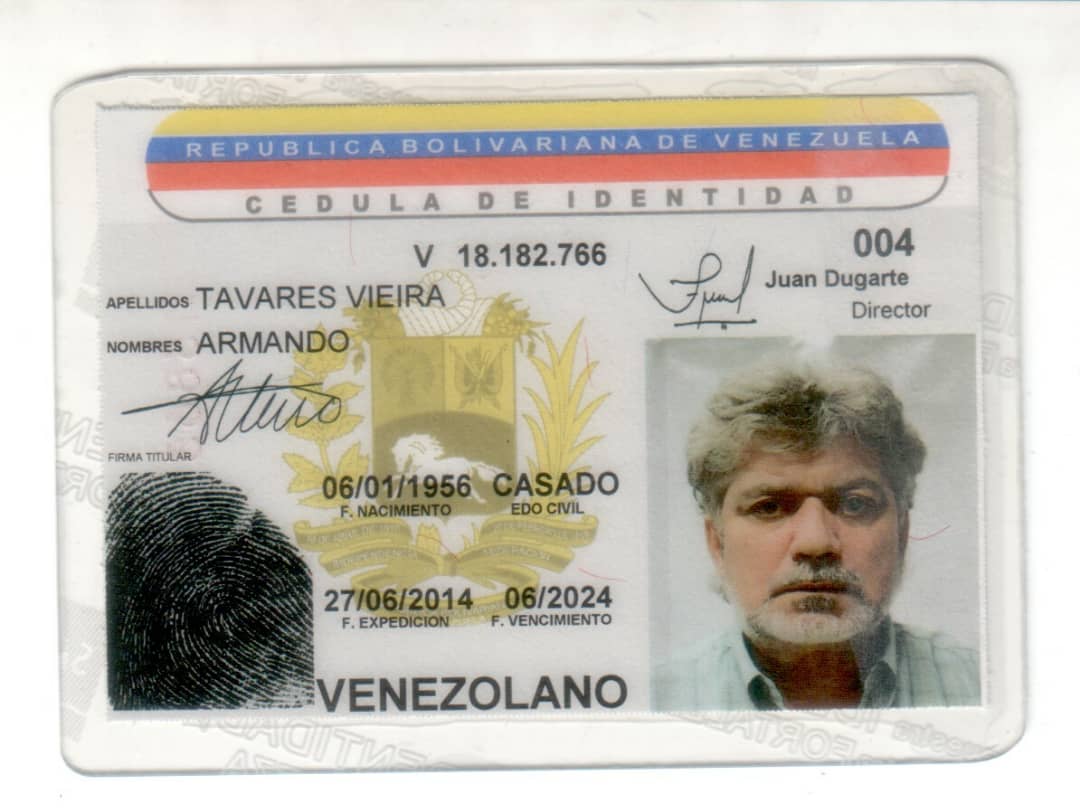 REPUBLICA BOLIVARIANA DE VENEZUELA
CEDULA DE IDENTIDAD
V 18.182.766
004
Juan Dugarte
Director
APELLIDOS TAVARES VIEIRA
NOMBRES ARMANDO
FIRMA TITULAR
06/01/1956 CASADO
F. NACIMIENTO EDO CIVIL
27/06/2014 06/2024
F. EXPEDICION F. VENCIMIENTO
VENEZOLANO